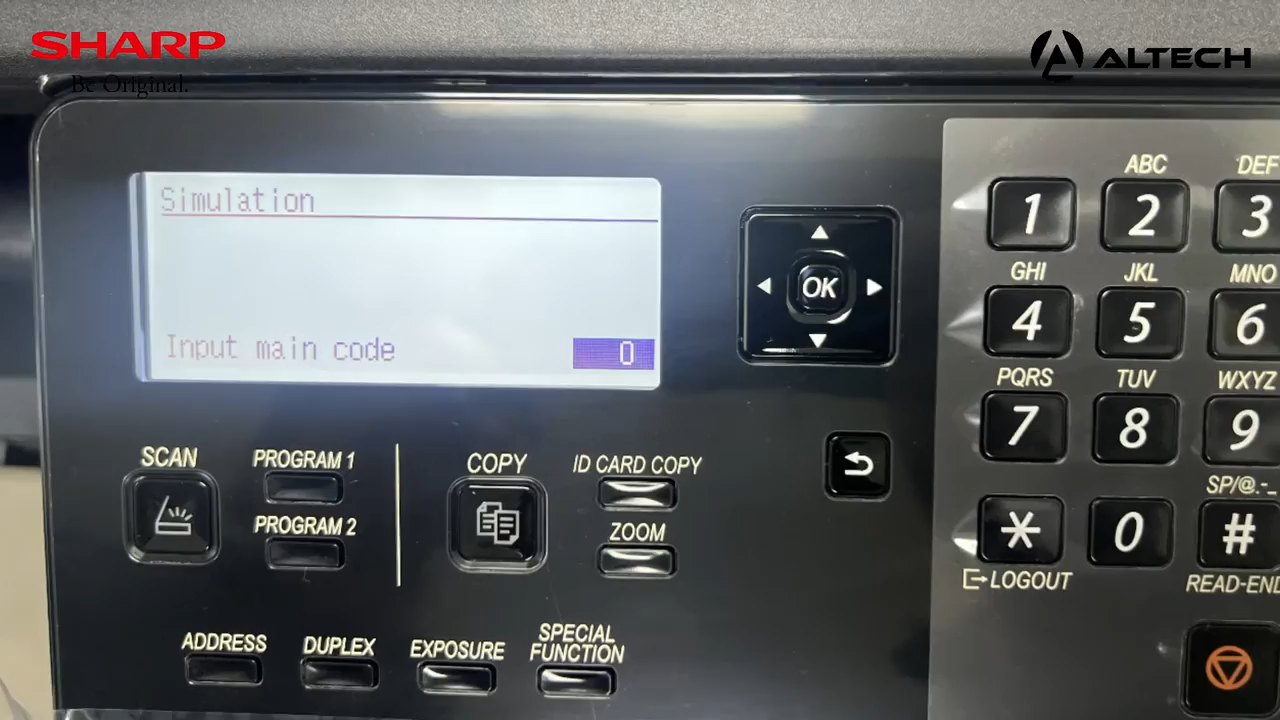 SHARP
Be Original.
ALTECH
Simulation
Input main code 0
OK
ABC
DEF
1
2
3
GHI
JKL
MNO
4
5
6
PQRS
TUV
WXYZ
7
8
9
SP/@.-_
*
0
#
LOGOUT
READ-END
SCAN
PROGRAM 1
PROGRAM 2
COPY
ID CARD COPY
ZOOM
ADDRESS
DUPLEX
EXPOSURE
SPECIAL
FUNCTION